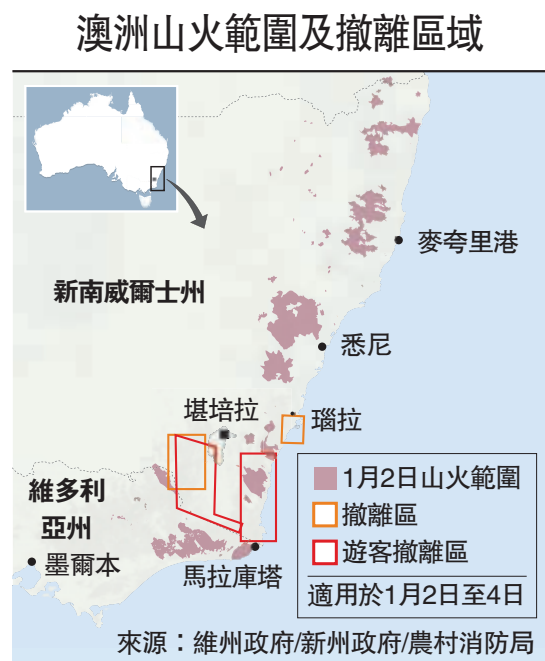 澳洲山火範圍及撤離區域
麥夸里港
新南威爾士州
悉尼
堪培拉
瑙拉
維多利
亞州
墨爾本
馬拉庫塔
1月2日山火範圍
撤離區
遊客撤離區
適用於1月2日至4日
來源：維州政府/新州政府/農村消防局